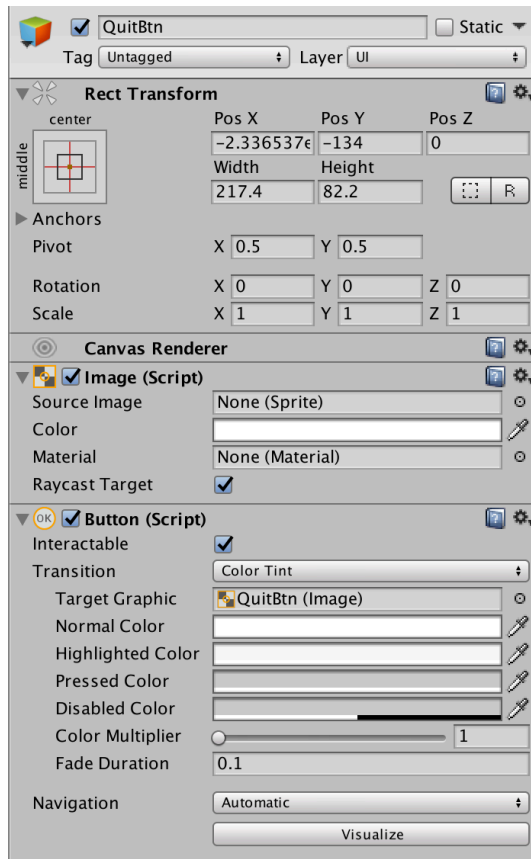 QuitBtn Static
Tag Untagged Layer UI
Rect Transform
center Pos X Pos Y Pos Z
middle -2.336537e -134 0
Width Height
217.4 82.2 R
Anchors
Pivot X 0.5 Y 0.5
Rotation X 0 Y 0 Z 0
Scale X 1 Y 1 Z 1
Canvas Renderer
Image (Script)
Source Image None (Sprite)
Color
Material None (Material)
Raycast Target
OK Button (Script)
Interactable
Transition Color Tint
Target Graphic QuitBtn (Image)
Normal Color
Highlighted Color
Pressed Color
Disabled Color
Color Multiplier 1
Fade Duration 0.1
Navigation Automatic
Visualize